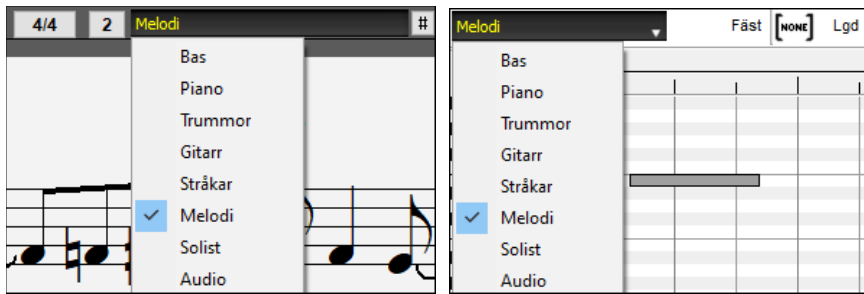 4/4 2 Melodi #
Bas
Piano
Trummor
Gitarr
Stråkar
Melodi
Solist
Audio
Melodi Fäst [NONE] Lgd
Bas
Piano
Trummor
Gitarr
Stråkar
Melodi
Solist
Audio